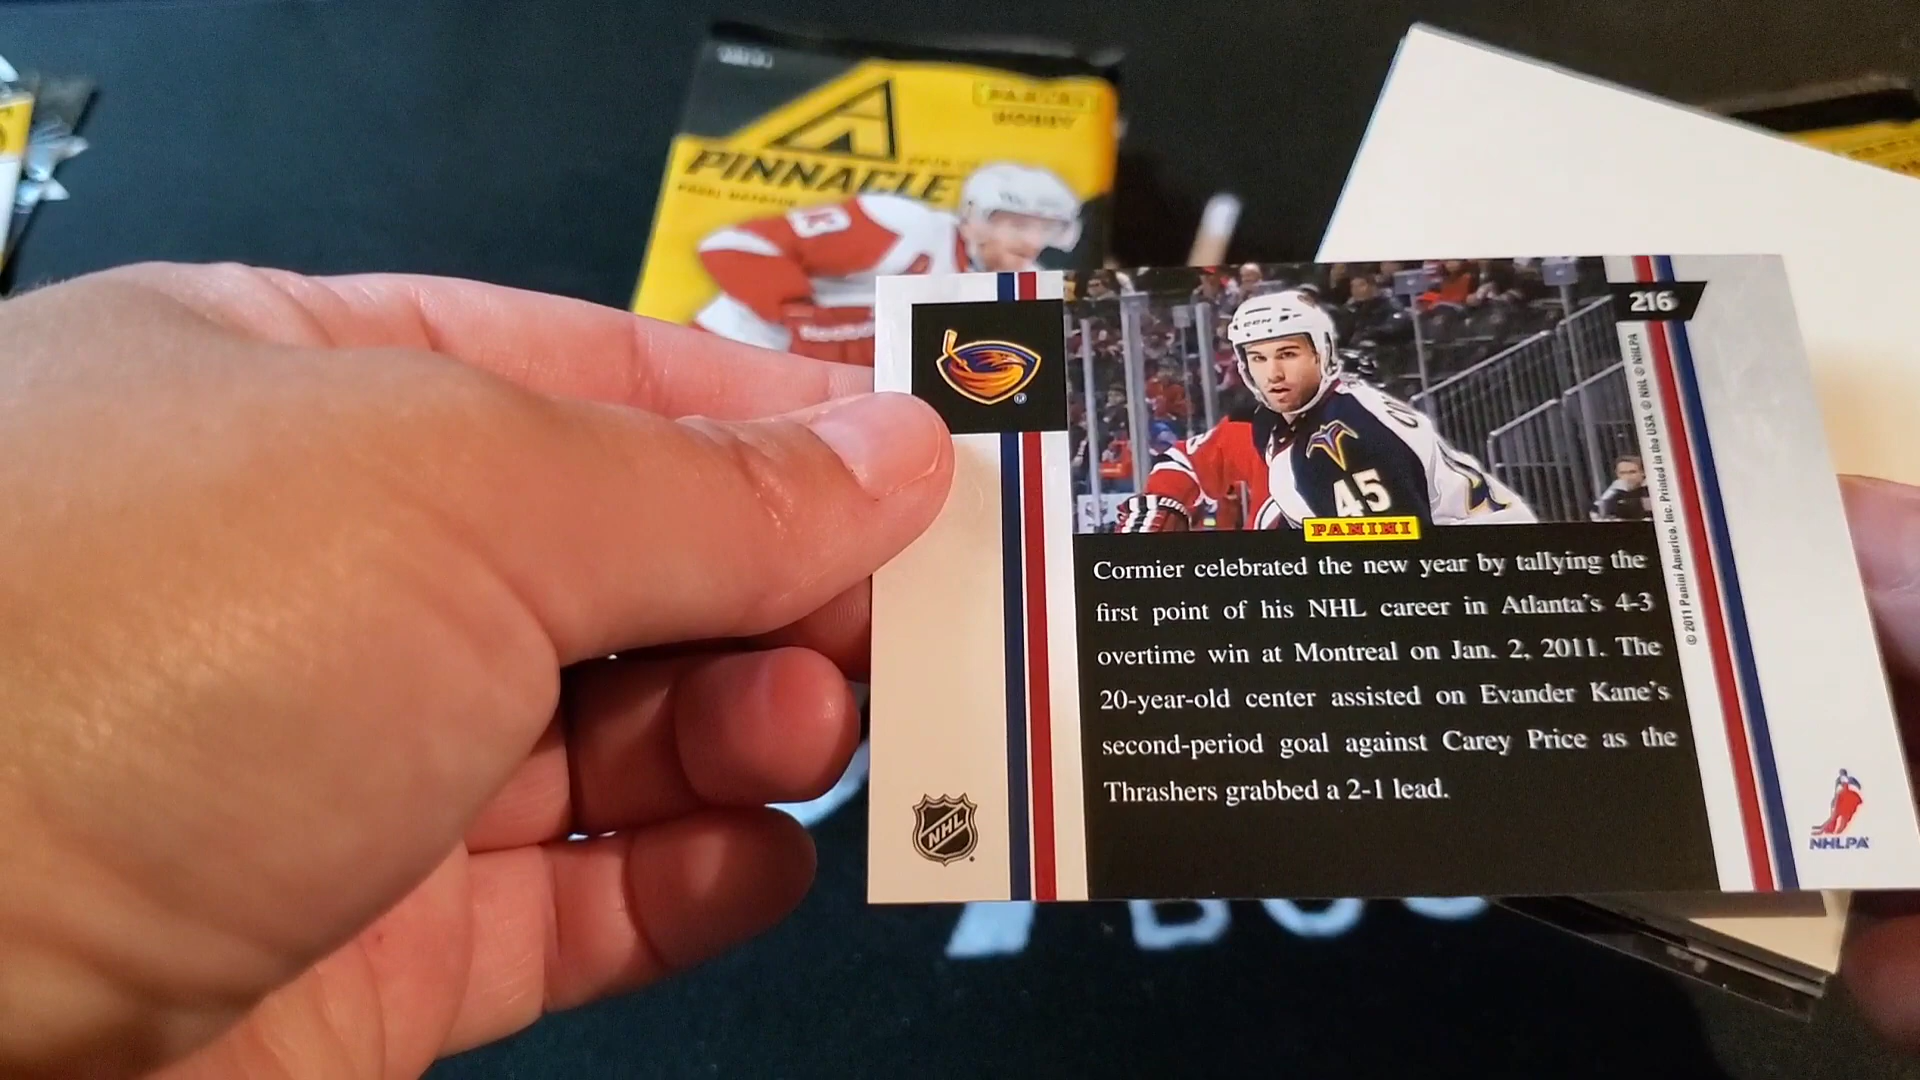 PANINI
HOBBY
PINNACLE
216
45
PANINI
Cormier celebrated the new year by tallying the
first point of his NHL career in Atlanta's 4-3
overtime win at Montreal on Jan. 2, 2011. The
20-year-old center assisted on Evander Kane's
second-period goal against Carey Price as the
Thrashers grabbed a 2-1 lead.
© 2011 Panini America, Inc. Printed in the USA. © NHL © NHLPA
NHL
NHLPA